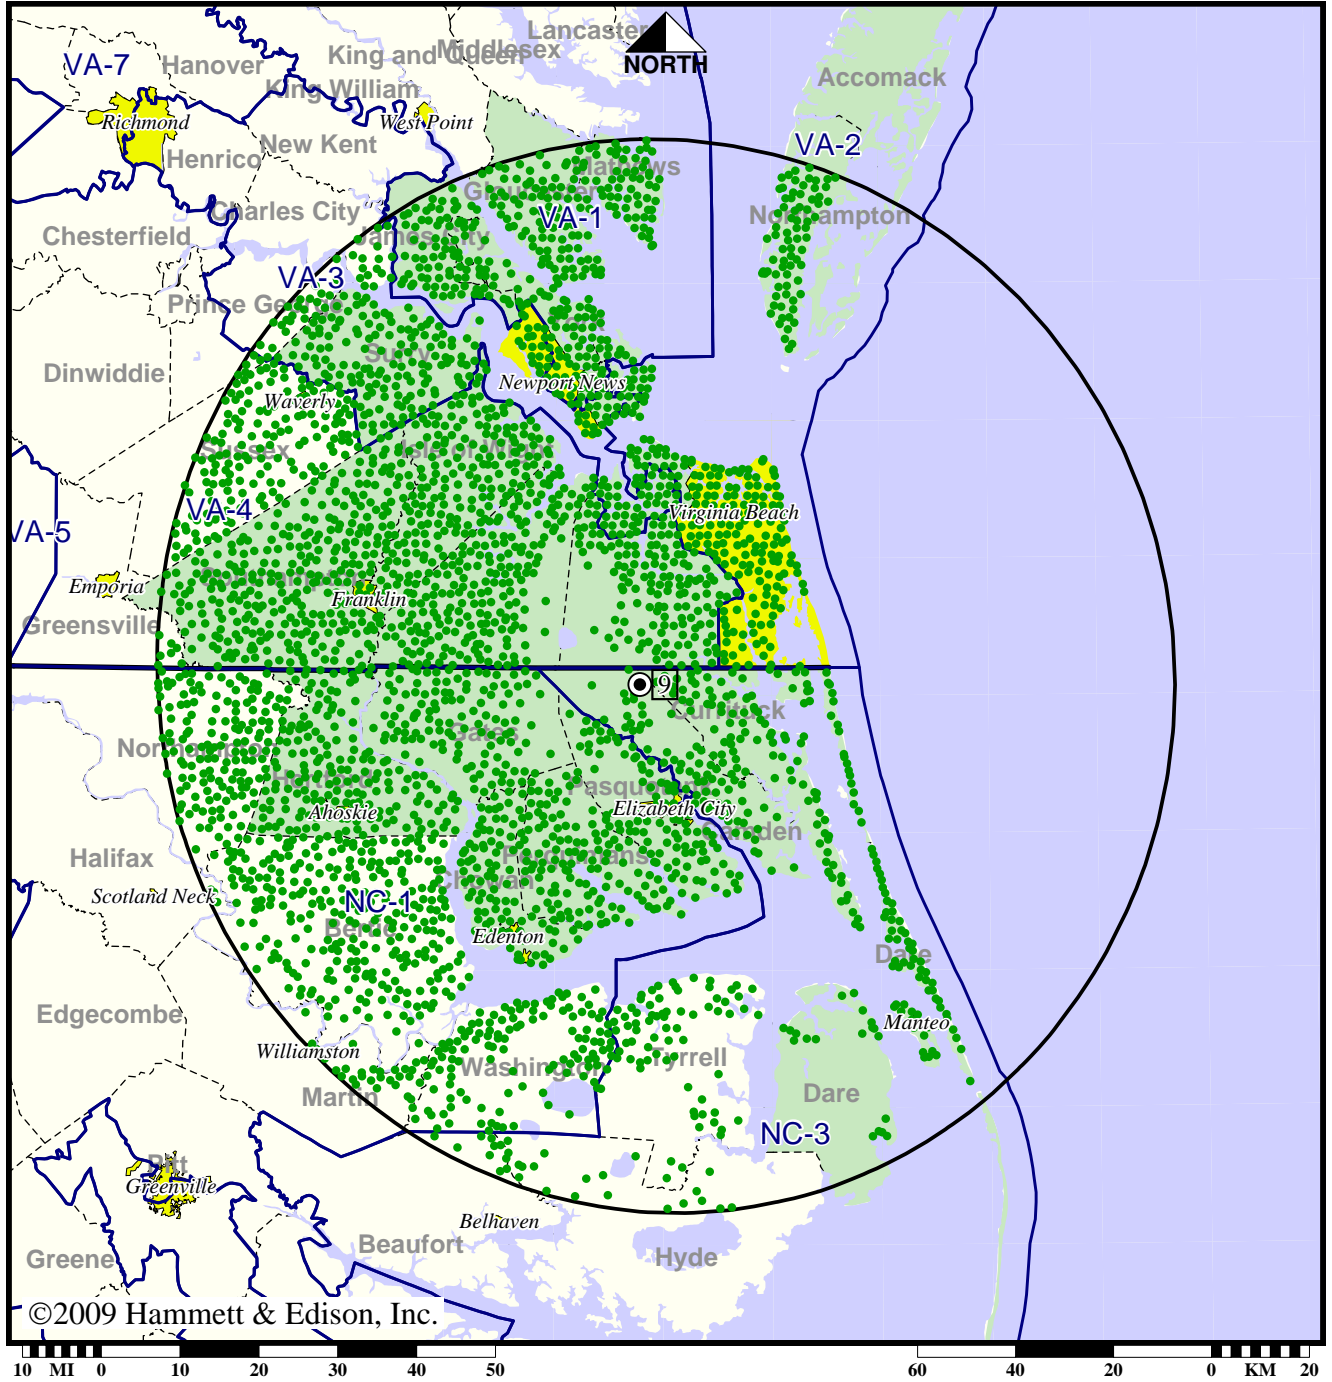 Lancaster
King and Queen
Middlesex
VA-7
Hanover
NORTH
Accomack
King William
Richmond
West Point
New Kent
VA-2
Henrico
Mathews
Gloucester
Charles City
VA-1
Northampton
Chesterfield
James City
VA-3
Prince George
York
Surry
Dinwiddie
Newport News
Waverly
Sussex
Isle of Wight
VA-4
Virginia Beach
VA-5
Emporia
Southampton
Franklin
Greensville
9
Currituck
Gates
Northampton
Hertford
Pasquotank
Ahoskie
Elizabeth City
Camden
Halifax
Perquimans
Chowan
Scotland Neck
NC-1
Bertie
Edenton
Dare
Edgecombe
Manteo
Williamston
Washington
Tyrrell
Martin
Dare
NC-3
Pitt
Greenville
Belhaven
Beaufort
Greene
Hyde
©2009 Hammett & Edison, Inc.
10 MI 0 10 20 30 40 50
60 40 20 0 KM 20